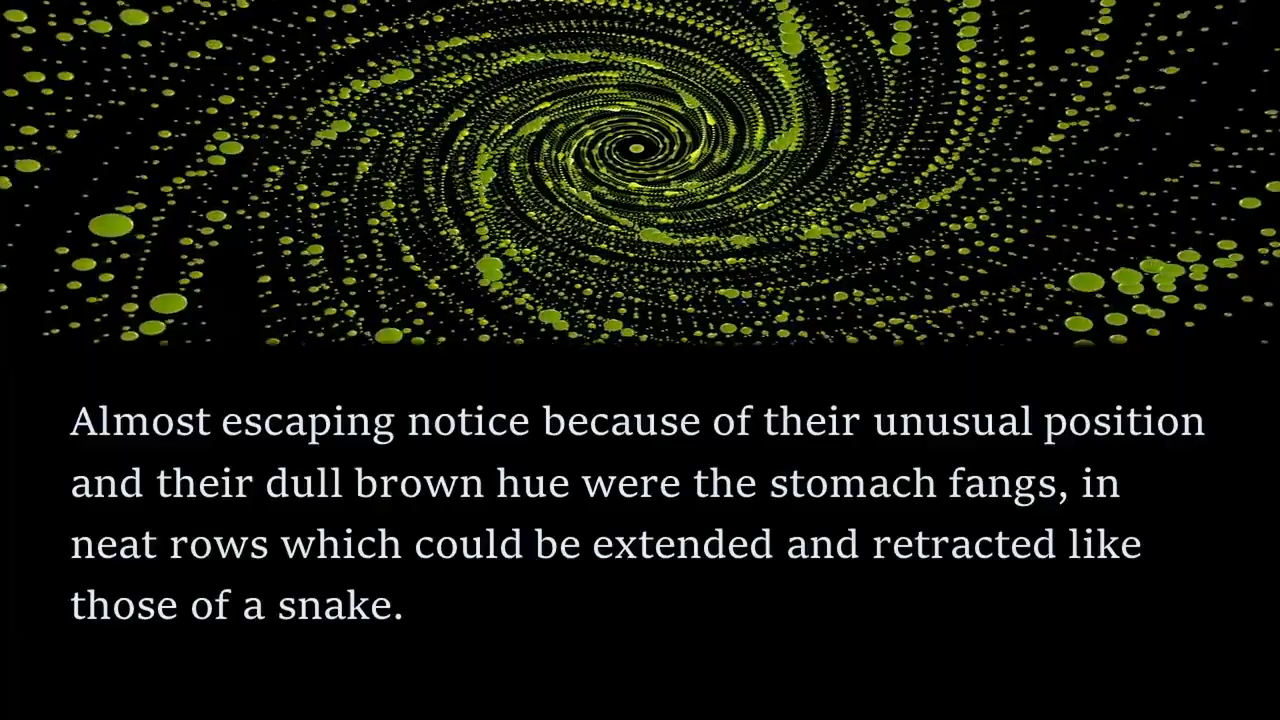 Almost escaping notice because of their unusual position
and their dull brown hue were the stomach fangs, in
neat rows which could be extended and retracted like
those of a snake.